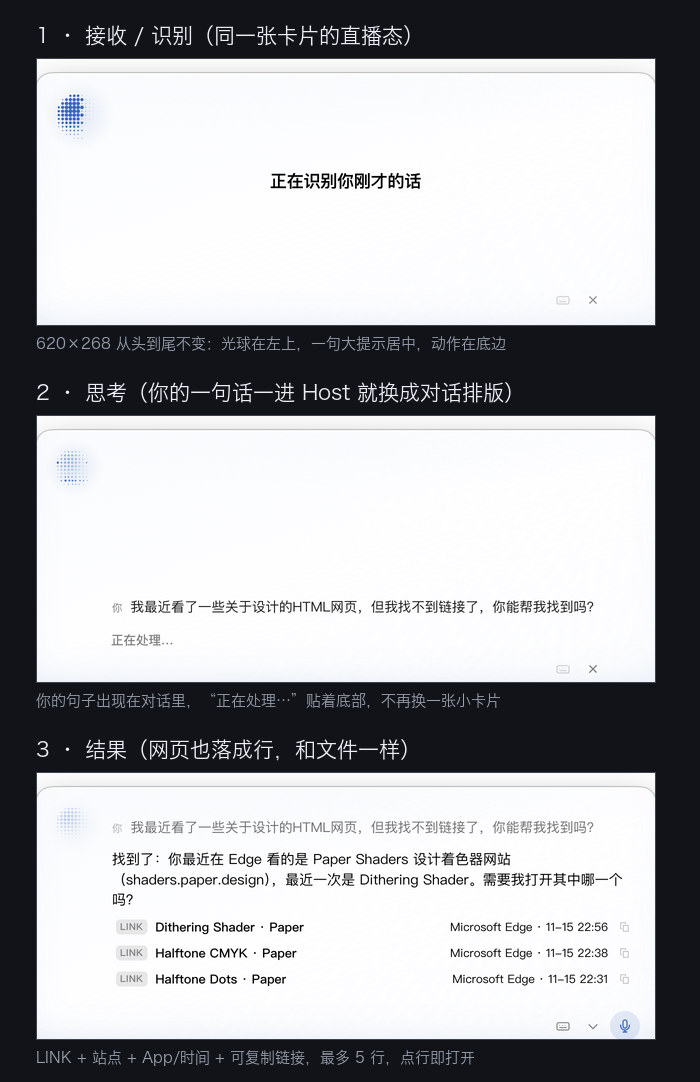 1 · 接收 / 识别（同一张卡片的直播态）
正在识别你刚才的话
620×268 从头到尾不变：光球在左上，一句大提示居中，动作在底边
2 · 思考（你的一句话一进 Host 就换成对话排版）
你 我最近看了一些关于设计的HTML网页，但我找不到链接了，你能帮我找到吗？
正在处理…
你的句子出现在对话里，“正在处理…”贴着底部，不再换一张小卡片
3 · 结果（网页也落成行，和文件一样）
你 我最近看了一些关于设计的HTML网页，但我找不到链接了，你能帮我找到吗？
找到了：你最近在 Edge 看的是 Paper Shaders 设计着色器网站
（shaders.paper.design），最近一次是 Dithering Shader。需要我打开其中哪一个
吗？
LINK Dithering Shader · Paper Microsoft Edge · 11-15 22:56
LINK Halftone CMYK · Paper Microsoft Edge · 11-15 22:38
LINK Halftone Dots · Paper Microsoft Edge · 11-15 22:31
LINK + 站点 + App/时间 + 可复制链接，最多 5 行，点行即打开